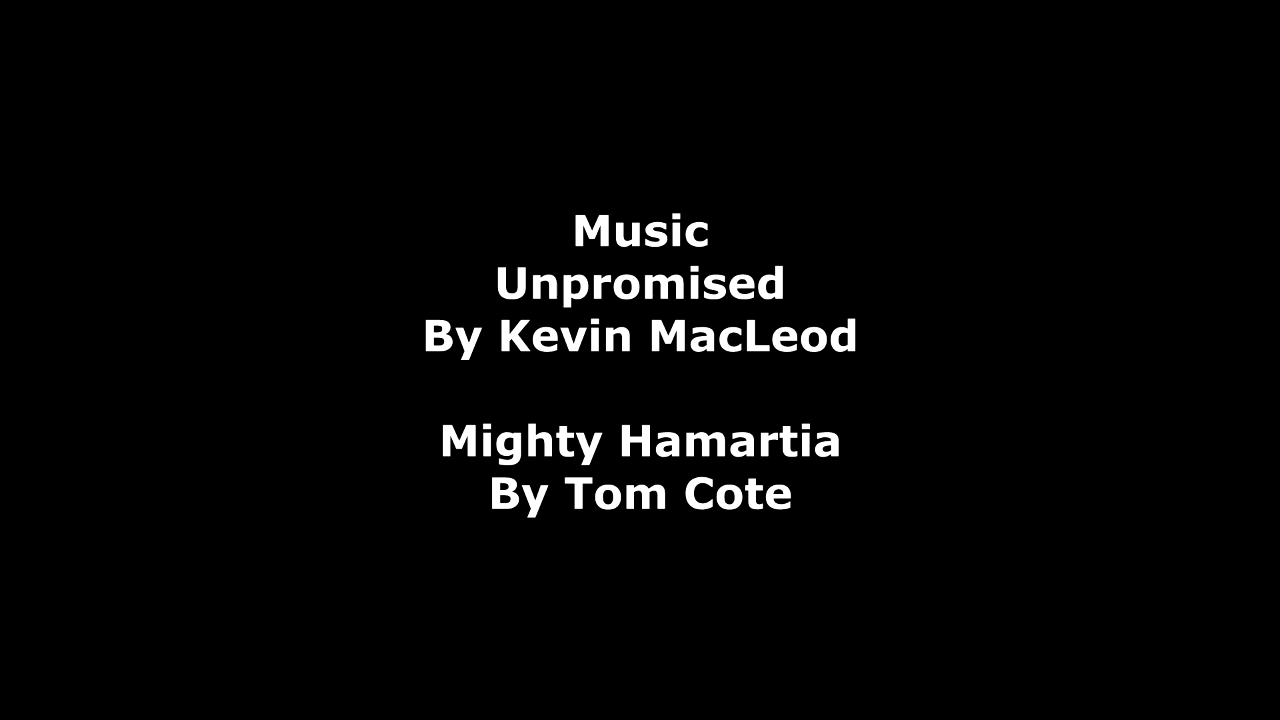 Music
Unpromised
By Kevin MacLeod
Mighty Hamartia
By Tom Cote